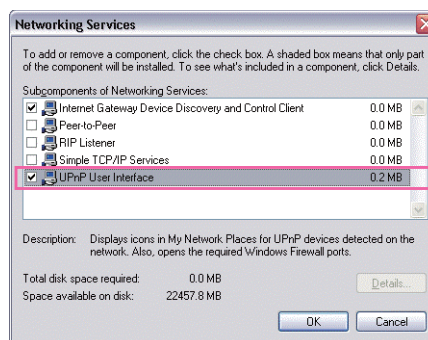 Networking Services
To add or remove a component, click the check box. A shaded box means that only part
of the component will be installed. To see what's included in a component, click Details.
Subcomponents of Networking Services:
Internet Gateway Device Discovery and Control Client 0.0 MB
Peer-to-Peer 0.0 MB
RIP Listener 0.0 MB
Simple TCP/IP Services 0.0 MB
UPnP User Interface 0.2 MB
Description: Displays icons in My Network Places for UPnP devices detected on the
network. Also, opens the required Windows Firewall ports.
Total disk space required: 0.0 MB
Details...
Space available on disk: 22457.8 MB
OK Cancel